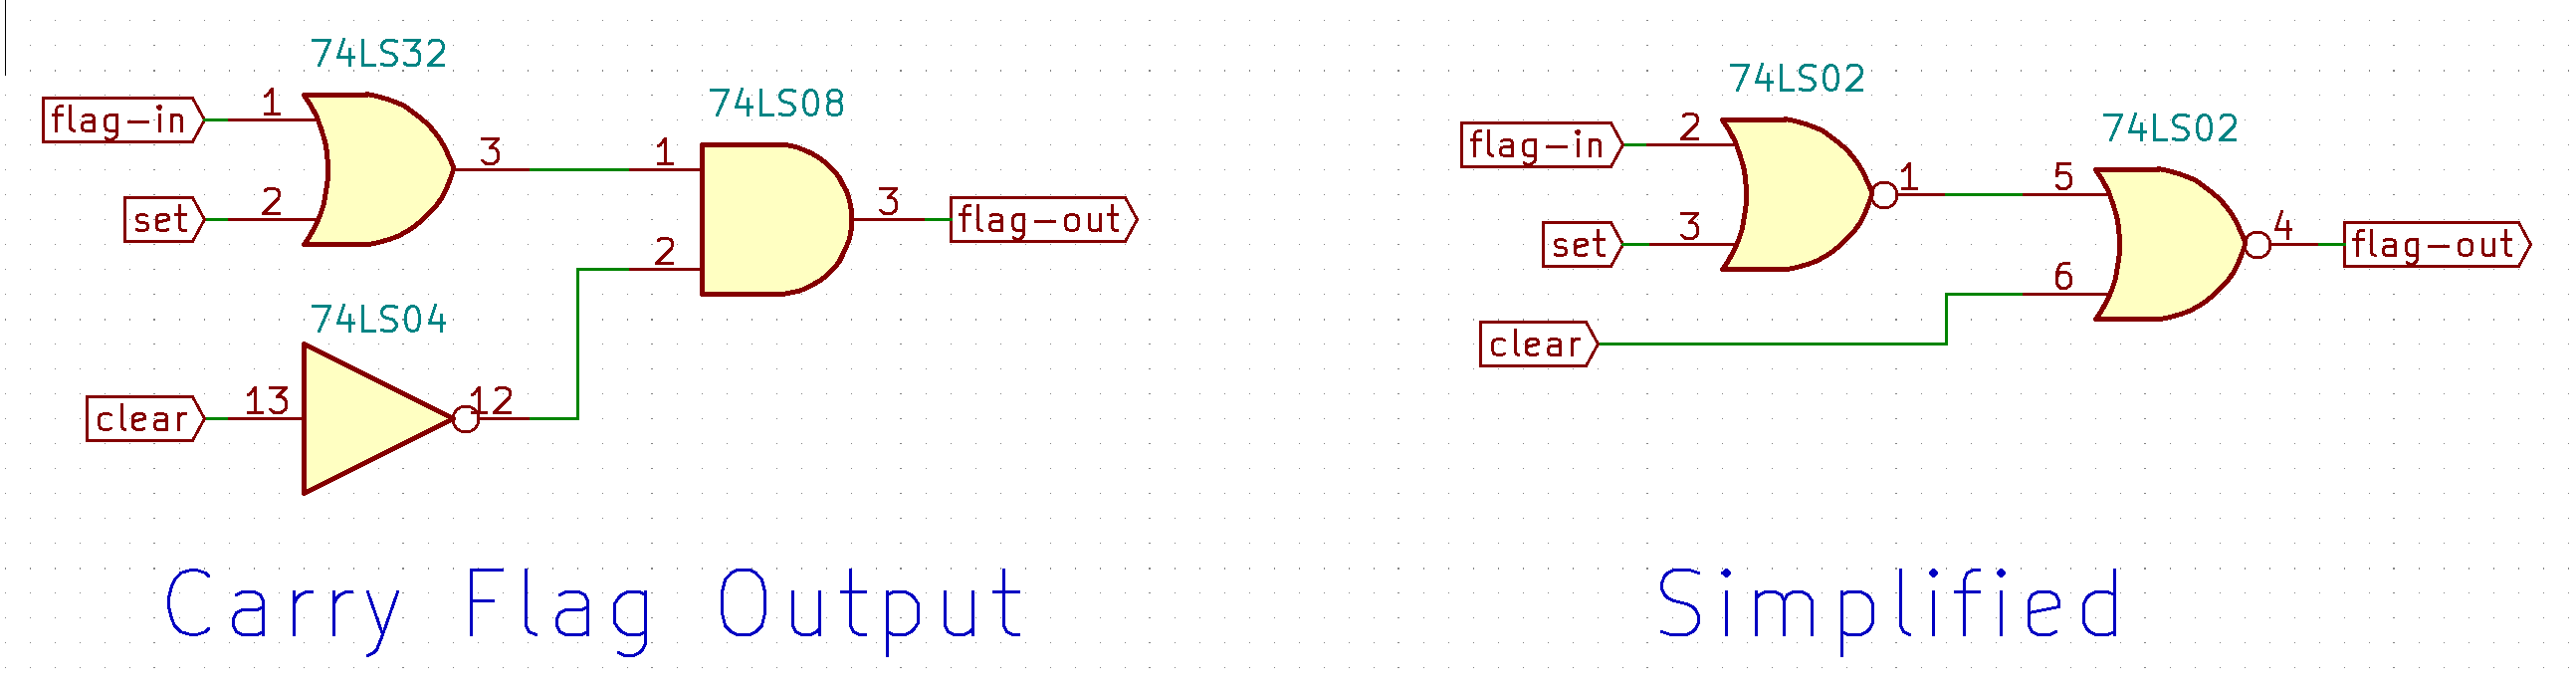 74LS32
flag-in
1
set
2
3
74LS08
1
2
3
flag-out
74LS04
clear
13
12
Carry Flag Output
74LS02
flag-in
2
set
3
1
74LS02
5
6
4
flag-out
clear
Simplified